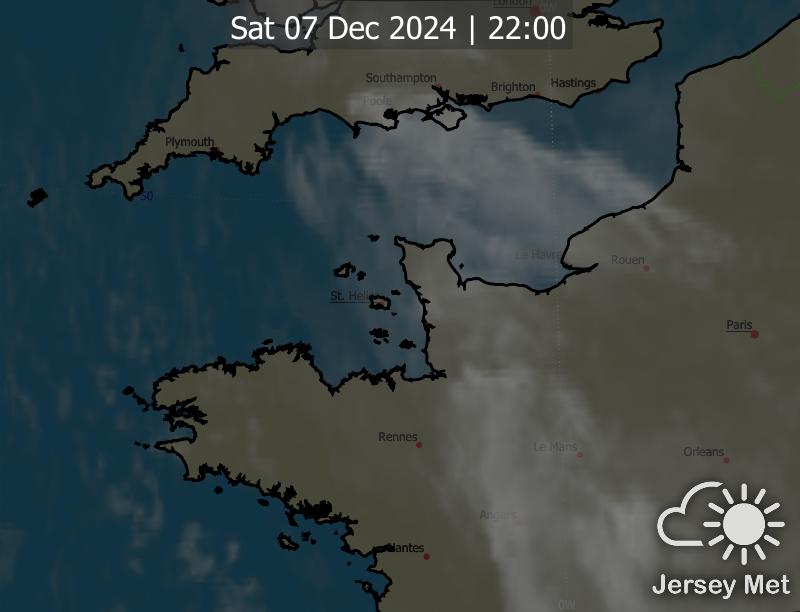 London
0W
Sat 07 Dec 2024 | 22:00
Southampton
Brighton
Hastings
Poole
Plymouth
50
Le Havre
Rouen
St. Helier
Paris
Rennes
Le Mans
Orleans
Angers
Nantes
Jersey Met
0W